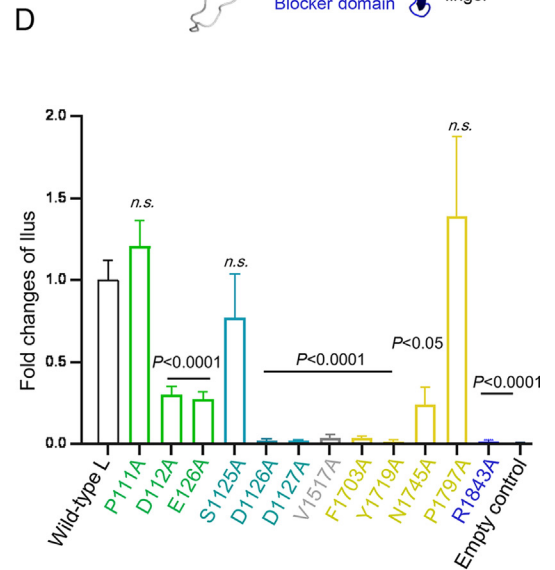 Blocker domain
finger
D
2.0
n.s.
n.s.
1.5
n.s.
1.0
P<0.05
P<0.0001
P<0.0001
P<0.0001
0.5
0.0
Fold changes of IIus
Wild-type L
P111A
D112A
E126A
S1125A
D1126A
D1127A
V1517A
F1703A
Y1719A
N1745A
P1797A
R1843A
Empty control